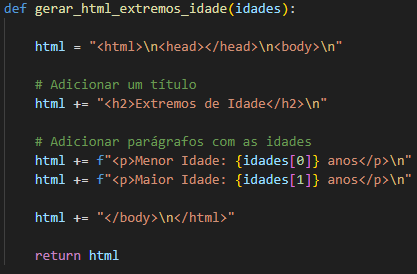 def gerar_html_extremos_idade(idades):
html = "<html>\n<head></head>\n<body>\n"
# Adicionar um título
html += "<h2>Extremos de Idade</h2>\n"
# Adicionar parágrafos com as idades
html += f"<p>Menor Idade: {idades[0]} anos</p>\n"
html += f"<p>Maior Idade: {idades[1]} anos</p>\n"
html += "</body>\n</html>"
return html